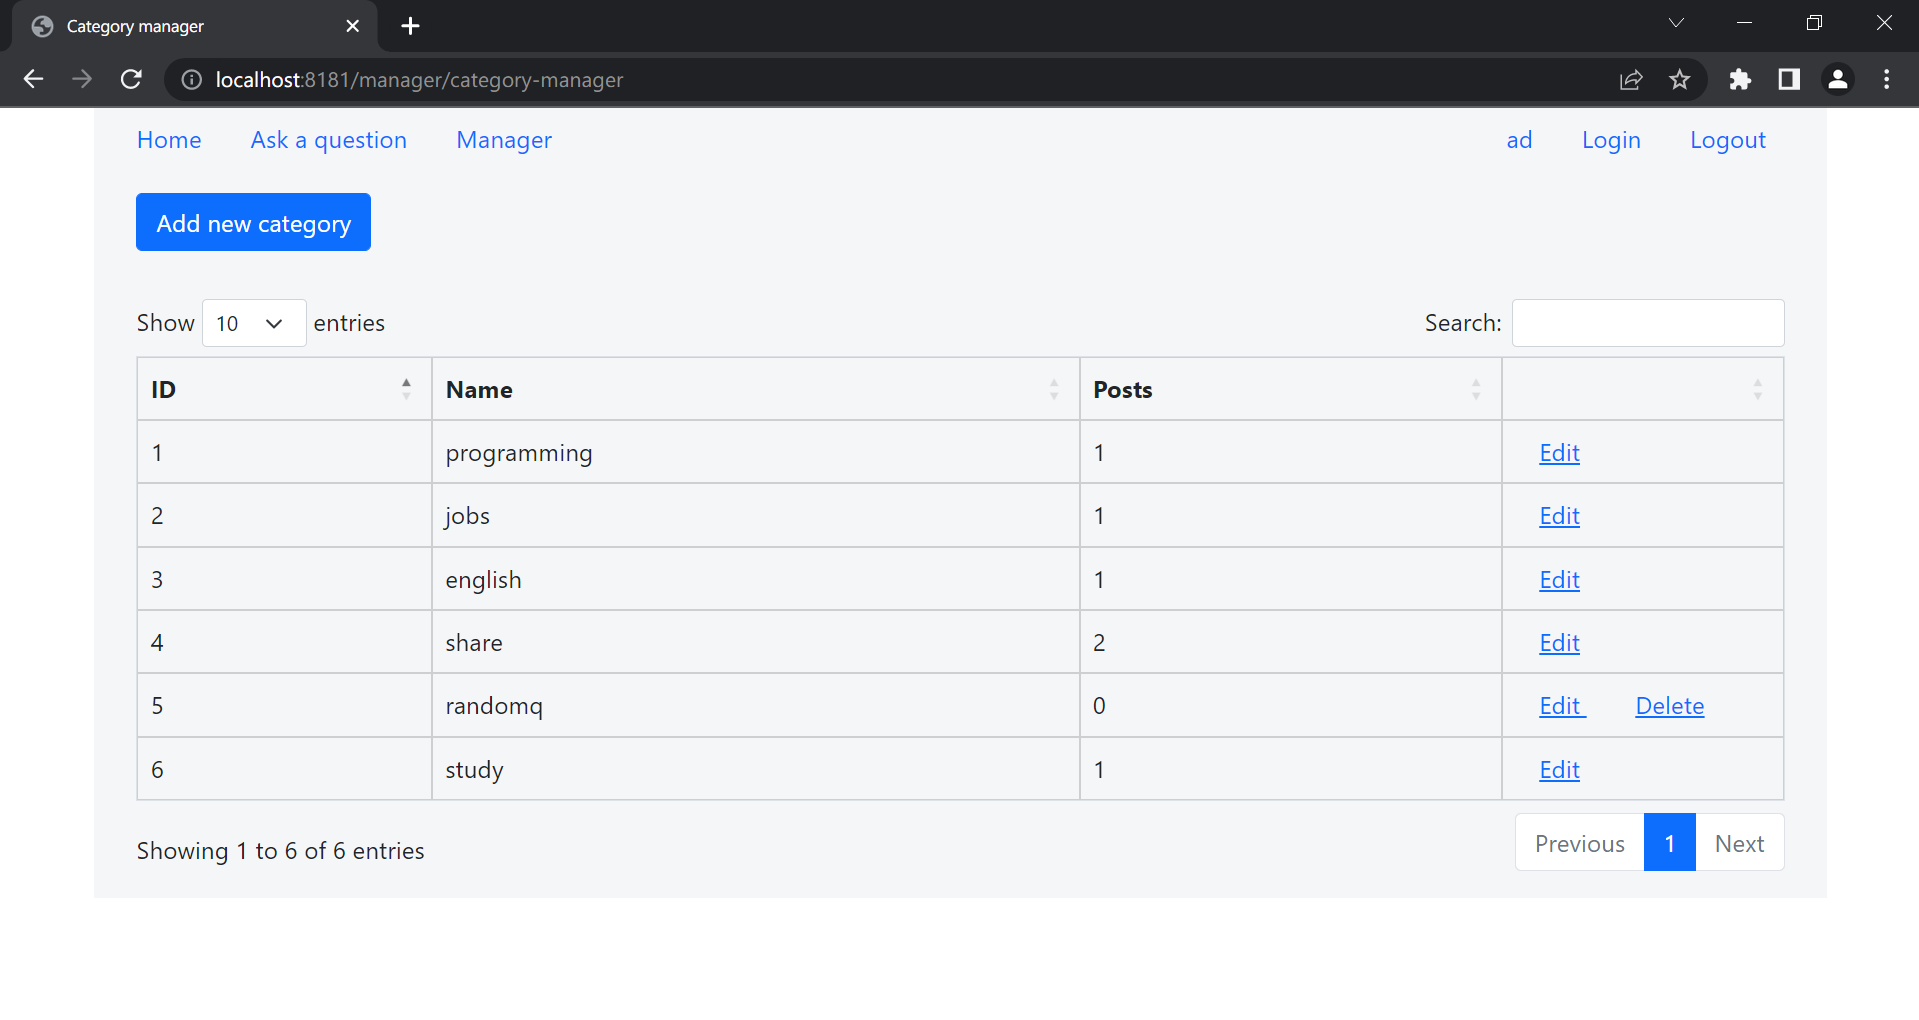 Category manager
localhost:8181/manager/category-manager
Home Ask a question Manager ad Login Logout
Add new category
Show 10 entries Search:
ID Name Posts
1 programming 1 Edit
2 jobs 1 Edit
3 english 1 Edit
4 share 2 Edit
5 randomq 0 Edit Delete
6 study 1 Edit
Showing 1 to 6 of 6 entries Previous 1 Next